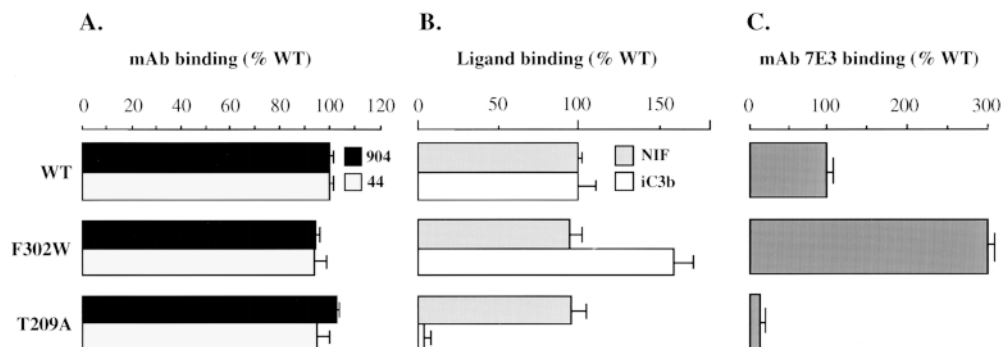 A.
mAb binding (% WT)
0 20 40 60 80 100 120
904
44
WT
F302W
T209A
B.
Ligand binding (% WT)
0 50 100 150
NIF
iC3b
C.
mAb 7E3 binding (% WT)
0 100 200 300